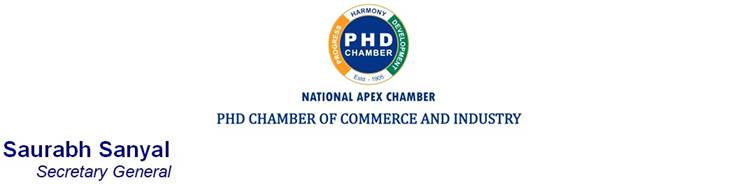 PROGRESS HARMONY DEVELOPMENT
PHD
CHAMBER
Estd - 1905
NATIONAL APEX CHAMBER
PHD CHAMBER OF COMMERCE AND INDUSTRY
Saurabh Sanyal
Secretary General